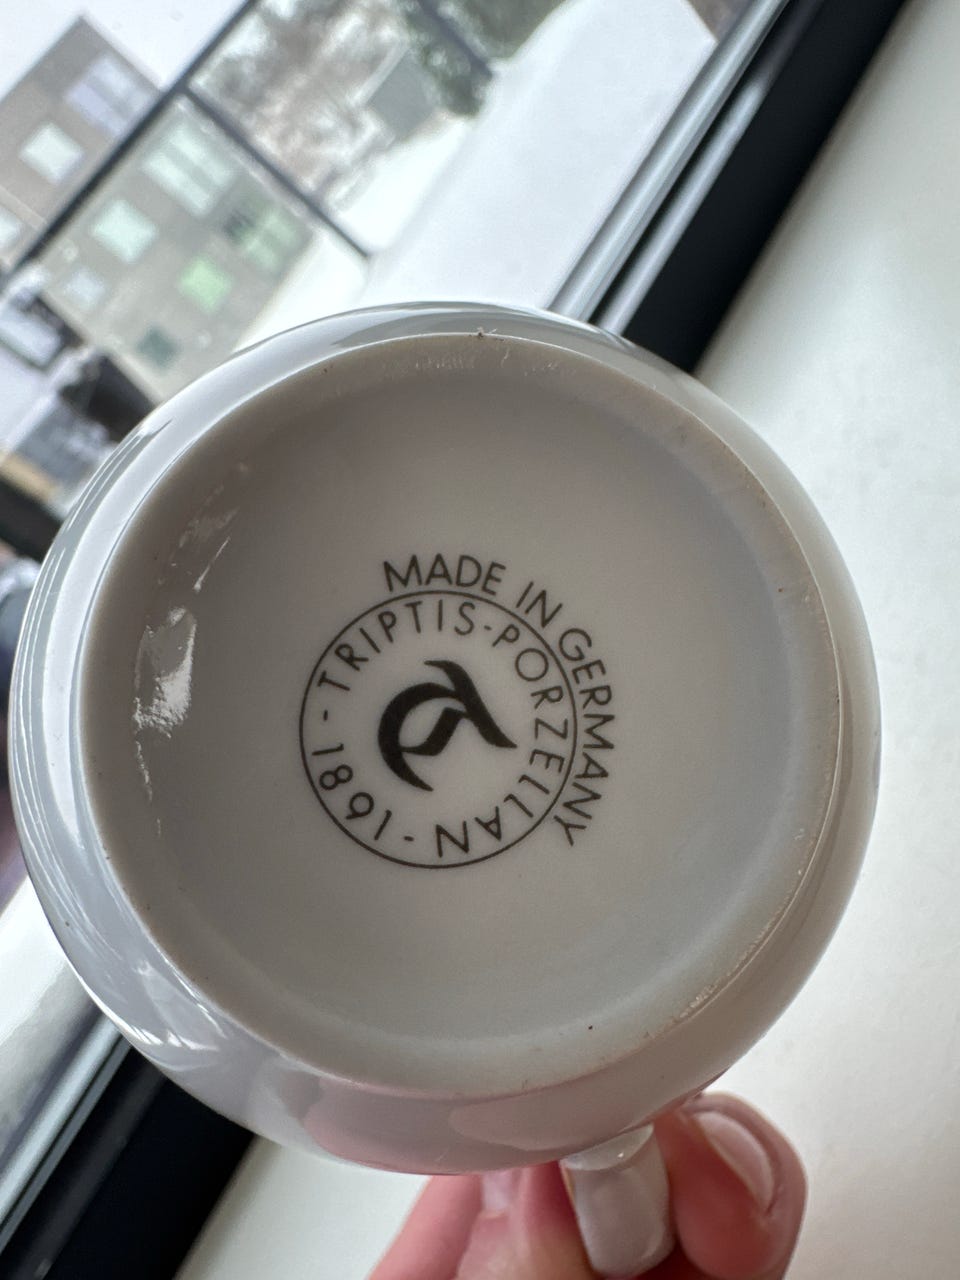 MADE IN GERMANY
TRIPTIS-PORZELLAN - 1891 -